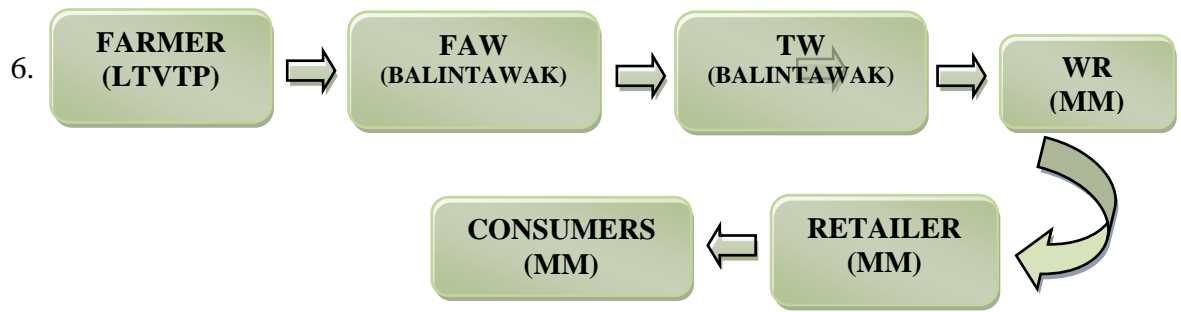 6.
FARMER
(LTVTP)
FAW
(BALINTAWAK)
TW
(BALINTAWAK)
WR
(MM)
RETAILER
(MM)
CONSUMERS
(MM)